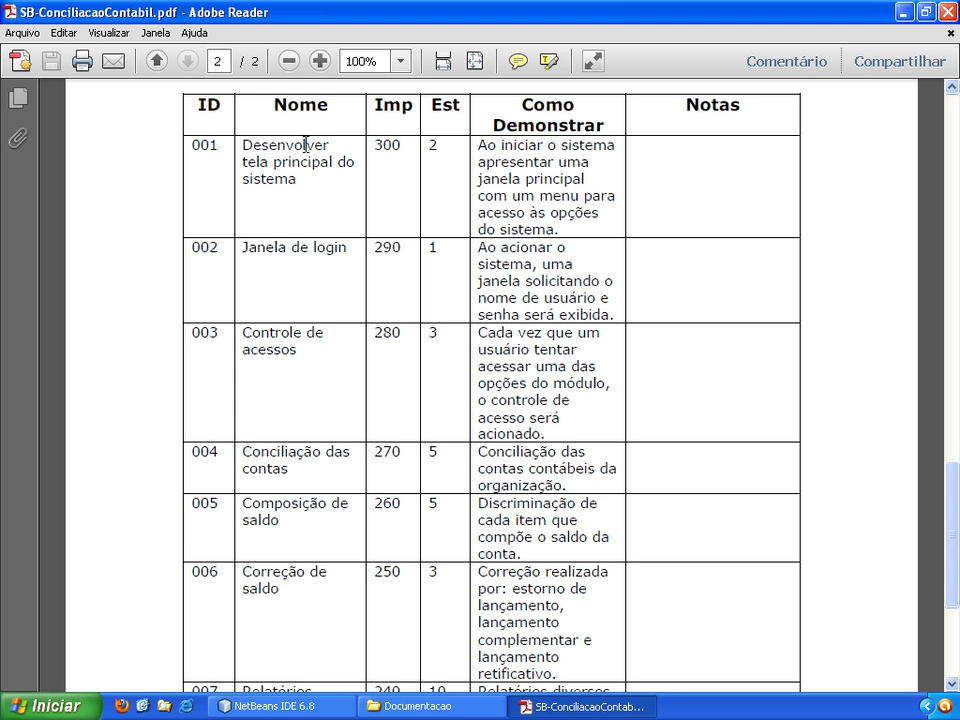 SB-ConciliacaoContabil.pdf - Adobe Reader
Arquivo Editar Visualizar Janela Ajuda
2 / 2 100% Comentário Compartilhar
ID Nome Imp Est Como Demonstrar Notas
001 Desenvolver tela principal do sistema 300 2 Ao iniciar o sistema apresentar uma janela principal com um menu para acesso às opções do sistema.
002 Janela de login 290 1 Ao acionar o sistema, uma janela solicitando o nome de usuário e senha será exibida.
003 Controle de acessos 280 3 Cada vez que um usuário tentar acessar uma das opções do módulo, o controle de acesso será acionado.
004 Conciliação das contas 270 5 Conciliação das contas contábeis da organização.
005 Composição de saldo 260 5 Discriminação de cada item que compõe o saldo da conta.
006 Correção de saldo 250 3 Correção realizada por: estorno de lançamento, lançamento complementar e lançamento retificativo.
007 Relatórios 240 10 Relatórios diversos
Iniciar NetBeans IDE 6.8 Documentacao SB-ConciliacaoContab...